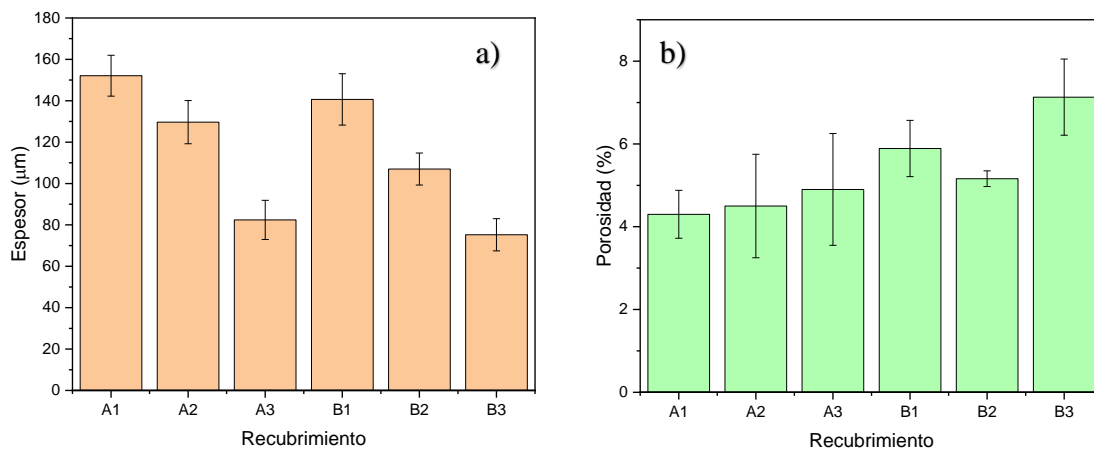 a)
180
160
140
120
100
80
60
40
20
0
Espesor (μm)
A1 A2 A3 B1 B2 B3
Recubrimiento
b)
8
6
4
2
0
Porosidad (%)
A1 A2 A3 B1 B2 B3
Recubrimiento